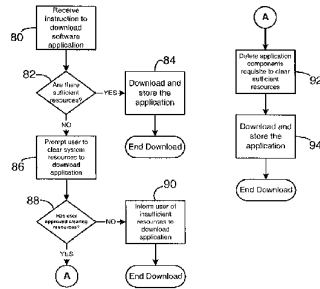 Receive
instruction to
download
software
application
80
82
Are there
sufficient
resources?
YES
84
Download and
store the
application
End Download
NO
86
Prompt user to
clear system
resources to
download
application
88
Has user
approved clearing
resources?
NO
90
Inform user of
insufficient
resources to
download
application
End Download
YES
A
A
Delete application
components
requisite to clear
sufficient
resources
92
Download and
store the
application
94
End Download